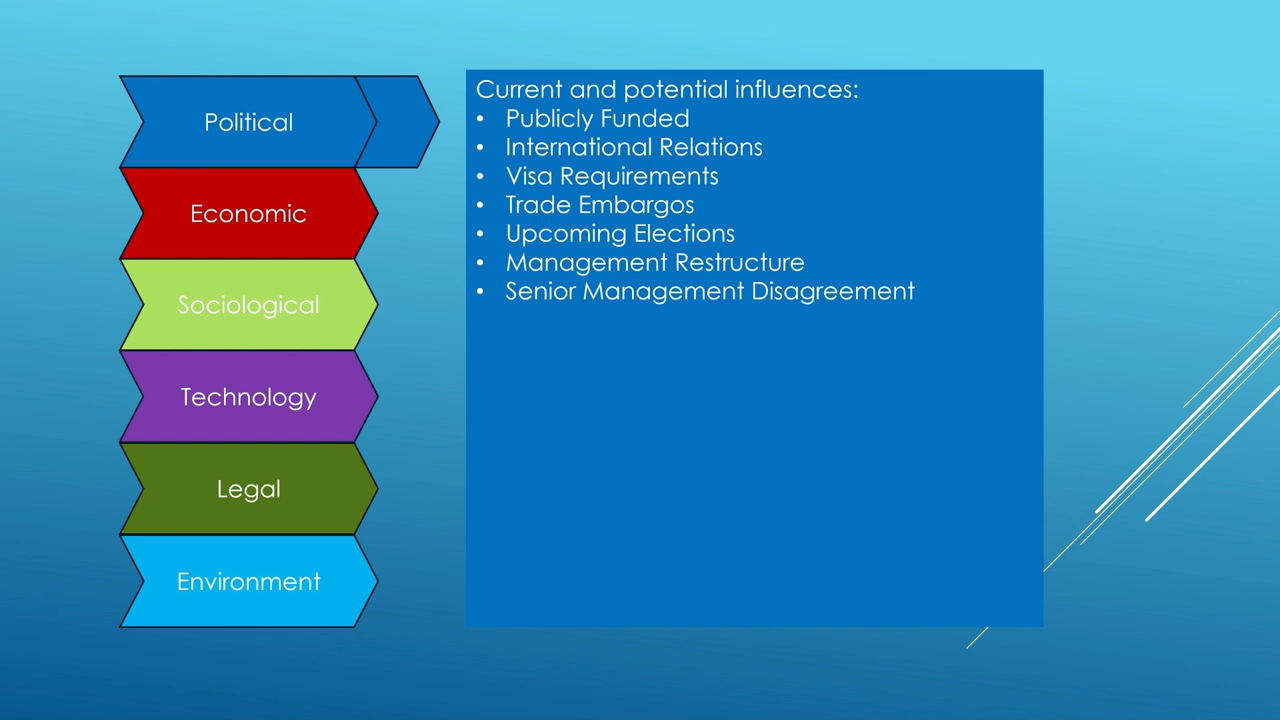 Political
Economic
Sociological
Technology
Legal
Environment
Current and potential influences:
• Publicly Funded
• International Relations
• Visa Requirements
• Trade Embargos
• Upcoming Elections
• Management Restructure
• Senior Management Disagreement